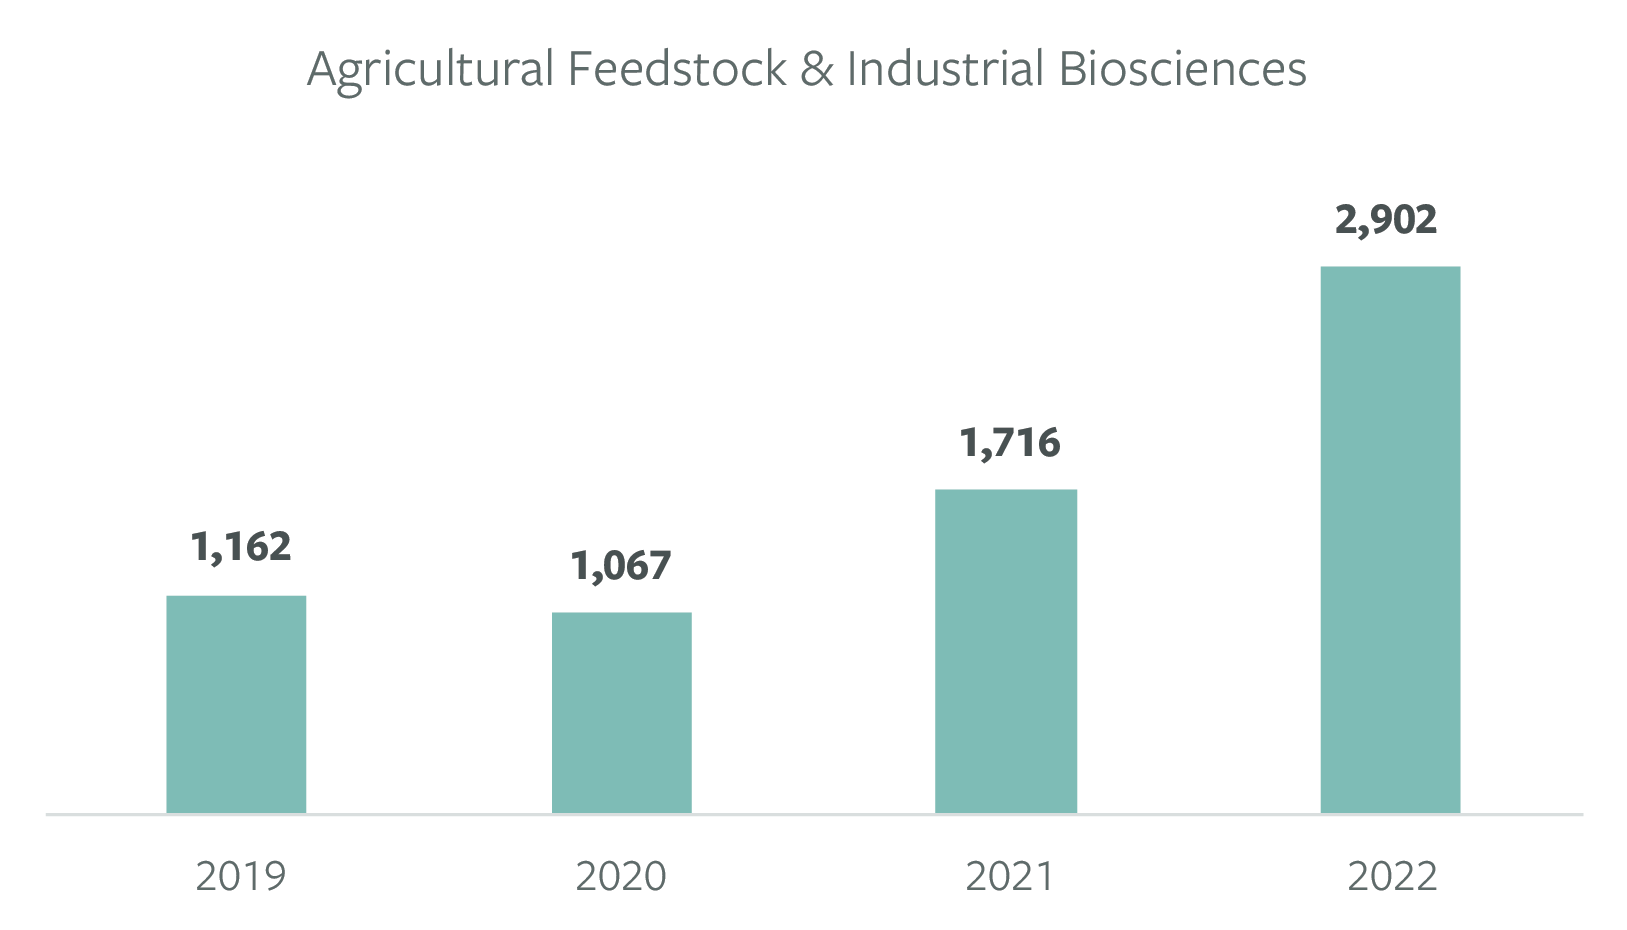 Agricultural Feedstock & Industrial Biosciences
2,902
1,716
1,162
1,067
2019 2020 2021 2022